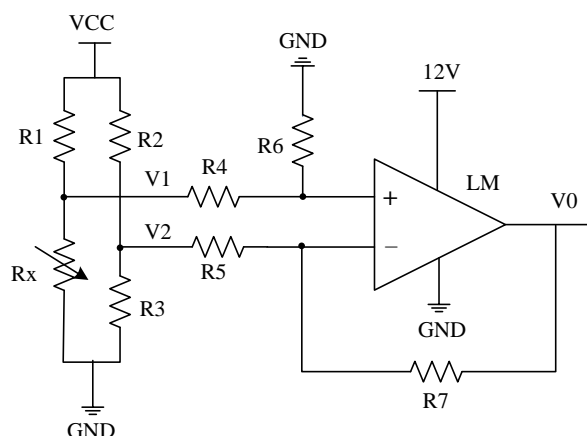 VCC
GND
12V
R1
R2
R6
V1
R4
LM
V0
+
V2
−
Rx
R5
R3
GND
R7
GND